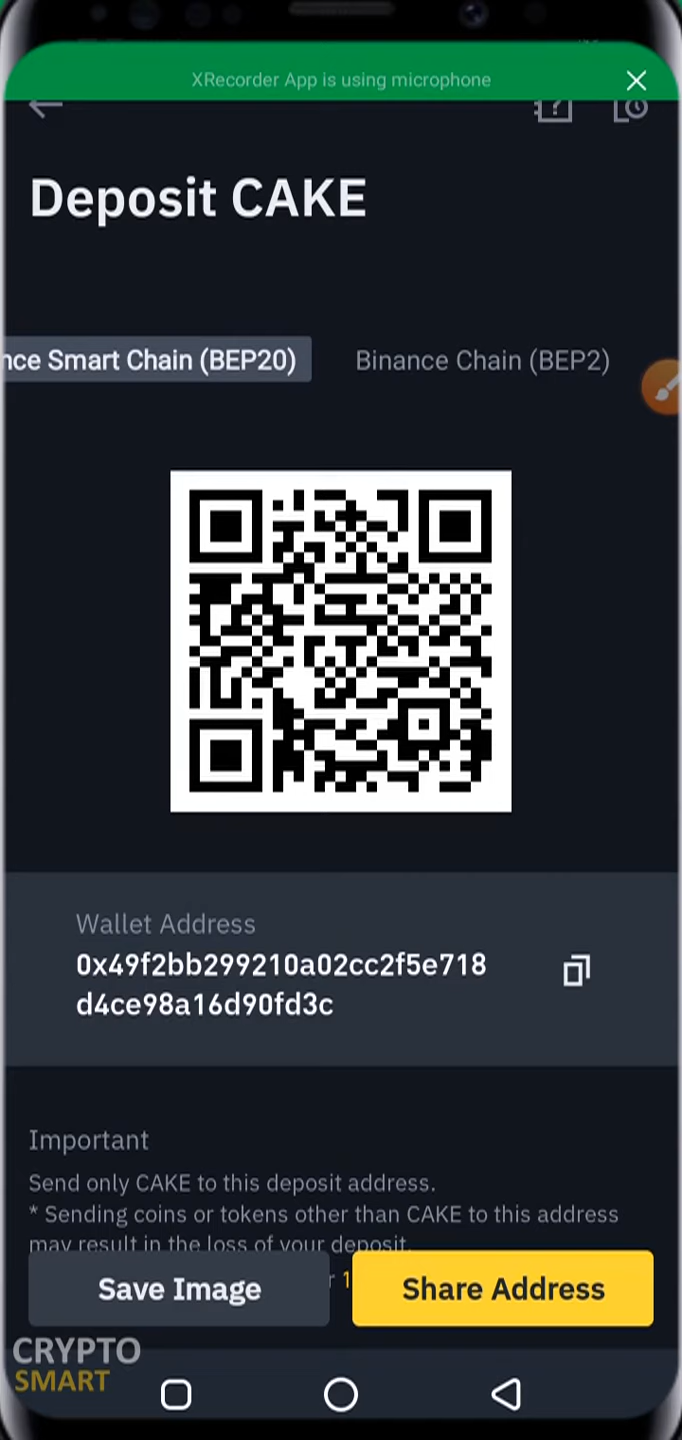 XRecorder App is using microphone
Deposit CAKE
nce Smart Chain (BEP20) Binance Chain (BEP2)
Wallet Address
0x49f2bb299210a02cc2f5e718
d4ce98a16d90fd3c
Important
Send only CAKE to this deposit address.
* Sending coins or tokens other than CAKE to this address
may result in the loss of your deposit.
r 1
Save Image Share Address
CRYPTO
SMART